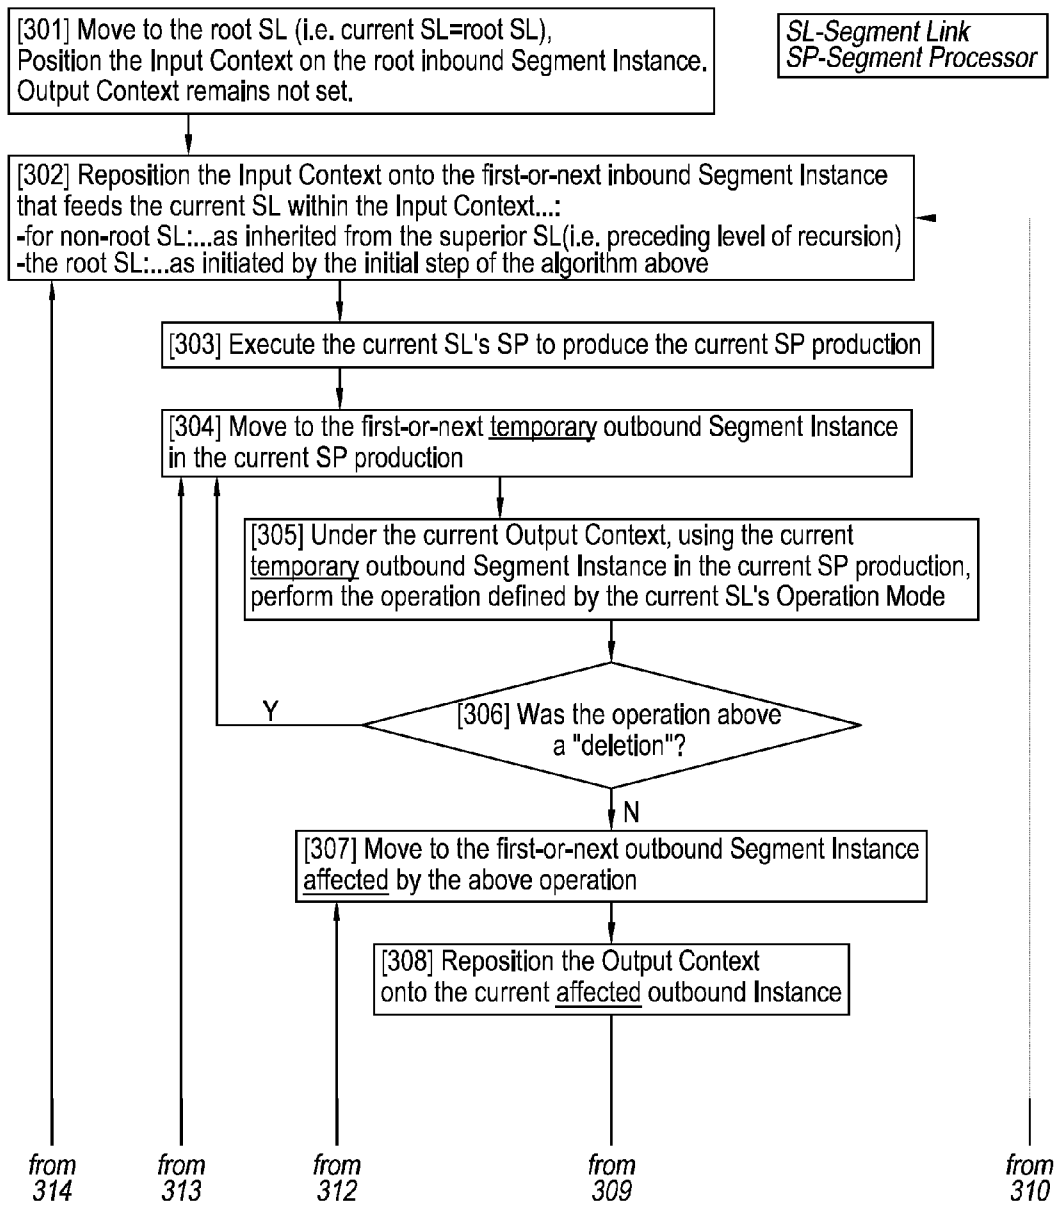 [301] Move to the root SL (i.e. current SL=root SL),
Position the Input Context on the root inbound Segment Instance.
Output Context remains not set.
SL-Segment Link
SP-Segment Processor
[302] Reposition the Input Context onto the first-or-next inbound Segment Instance
that feeds the current SL within the Input Context...:
-for non-root SL:...as inherited from the superior SL(i.e. preceding level of recursion)
-the root SL:...as initiated by the initial step of the algorithm above
[303] Execute the current SL's SP to produce the current SP production
[304] Move to the first-or-next temporary outbound Segment Instance
in the current SP production
[305] Under the current Output Context, using the current
temporary outbound Segment Instance in the current SP production,
perform the operation defined by the current SL's Operation Mode
Y
[306] Was the operation above
a "deletion"?
N
[307] Move to the first-or-next outbound Segment Instance
affected by the above operation
[308] Reposition the Output Context
onto the current affected outbound Instance
from
314
from
313
from
312
from
309
from
310